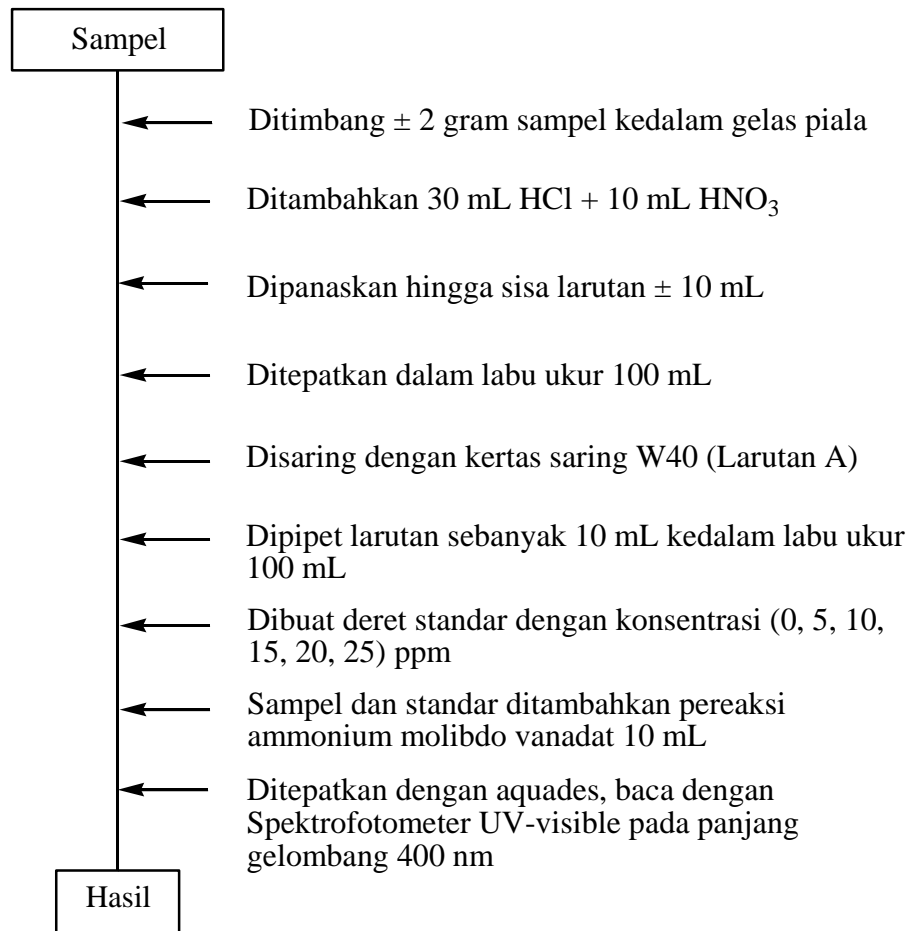 Sampel
Ditimbang ± 2 gram sampel kedalam gelas piala
Ditambahkan 30 mL HCl + 10 mL HNO₃
Dipanaskan hingga sisa larutan ± 10 mL
Ditepatkan dalam labu ukur 100 mL
Disaring dengan kertas saring W40 (Larutan A)
Dipipet larutan sebanyak 10 mL kedalam labu ukur
100 mL
Dibuat deret standar dengan konsentrasi (0, 5, 10,
15, 20, 25) ppm
Sampel dan standar ditambahkan pereaksi
ammonium molibdo vanadat 10 mL
Ditepatkan dengan aquades, baca dengan
Spektrofotometer UV-visible pada panjang
gelombang 400 nm
Hasil